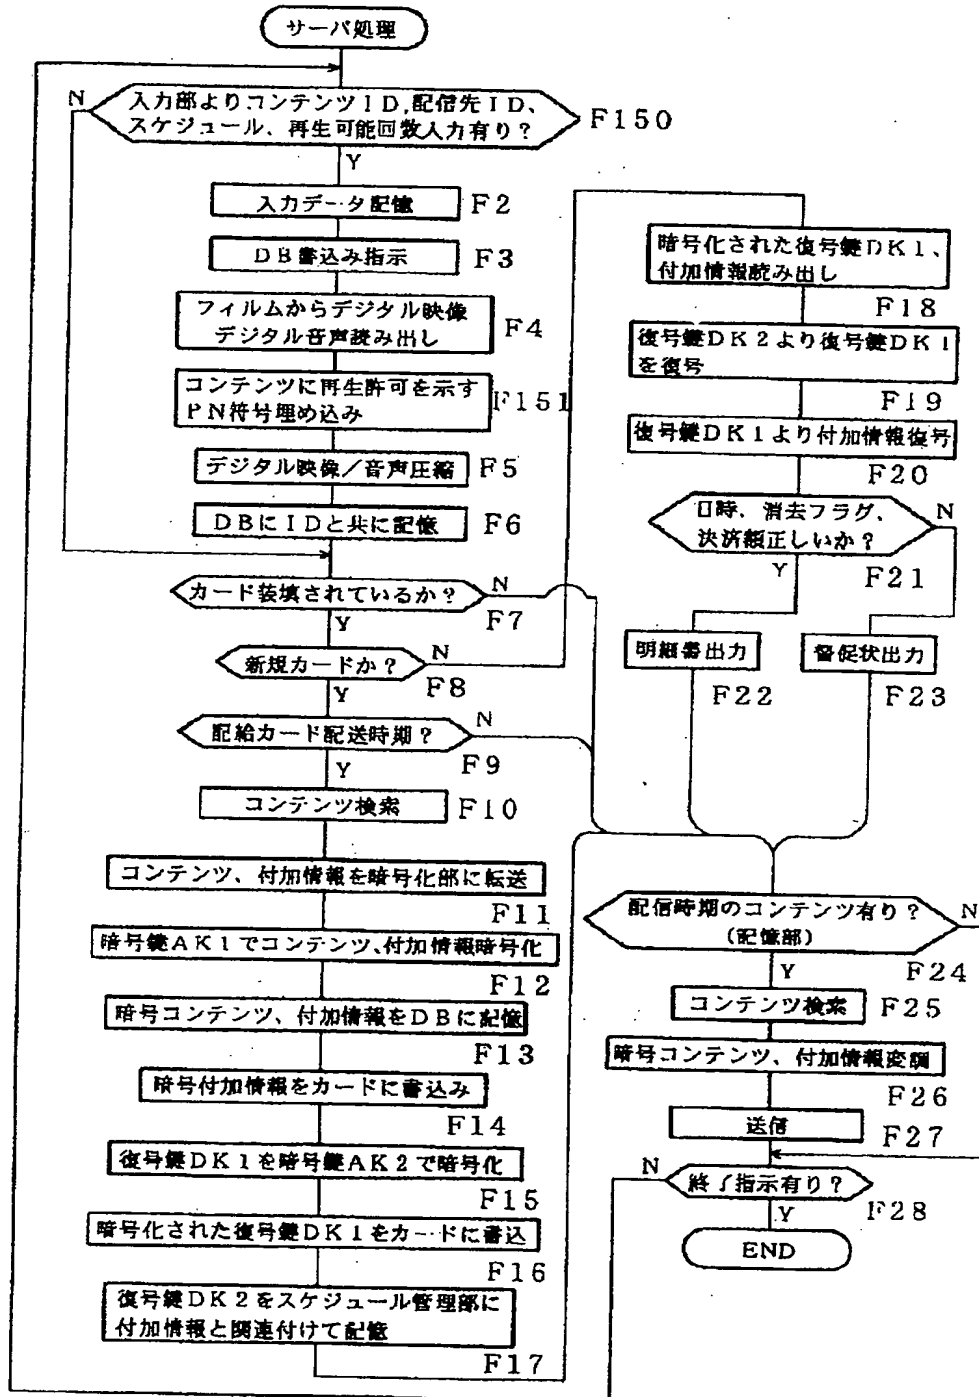 サーバ処理
N
入力部よりコンテンツID,配信先ID、
スケジュール、再生可能回数入力有り？
F150
Y
入力データ記憶
F2
DB書込み指示
F3
フィルムからデジタル映像
デジタル音声読み出し
F4
コンテンツに再生許可を示す
PN符号埋め込み
F151
デジタル映像／音声圧縮
F5
DBにIDと共に記憶
F6
カード装填されているか？
N
F7
Y
新規カードか？
N
F8
Y
配給カード配送時期？
N
F9
Y
コンテンツ検索
F10
コンテンツ、付加情報を暗号化部に転送
F11
暗号鍵AK1でコンテンツ、付加情報暗号化
F12
暗号コンテンツ、付加情報をDBに記憶
F13
暗号付加情報をカードに書込み
F14
復号鍵DK1を暗号鍵AK2で暗号化
F15
暗号化された復号鍵DK1をカードに書込
F16
復号鍵DK2をスケジュール管理部に
付加情報と関連付けて記憶
F17
暗号化された復号鍵DK1、
付加情報読み出し
F18
復号鍵DK2より復号鍵DK1
を復号
F19
復号鍵DK1より付加情報復号
F20
日時、消去フラグ、
決済額正しいか？
N
Y
F21
明細書出力
F22
督促状出力
F23
配信時期のコンテンツ有り？
(記憶部)
N
Y
F24
コンテンツ検索
F25
暗号コンテンツ、付加情報変調
F26
送信
F27
N
終了指示有り？
F28
Y
END